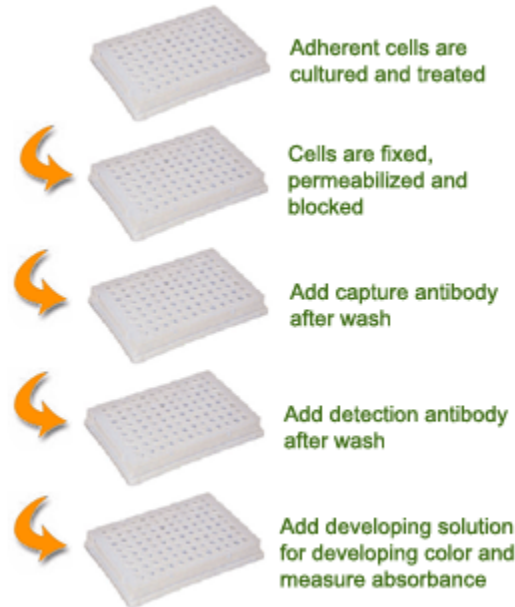 Adherent cells are
cultured and treated
Cells are fixed,
permeabilized and
blocked
Add capture antibody
after wash
Add detection antibody
after wash
Add developing solution
for developing color and
measure absorbance